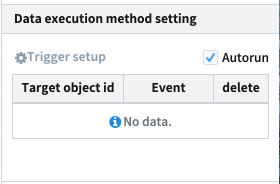 Data execution method setting
Trigger setup Autorun
Target object id Event delete
No data.